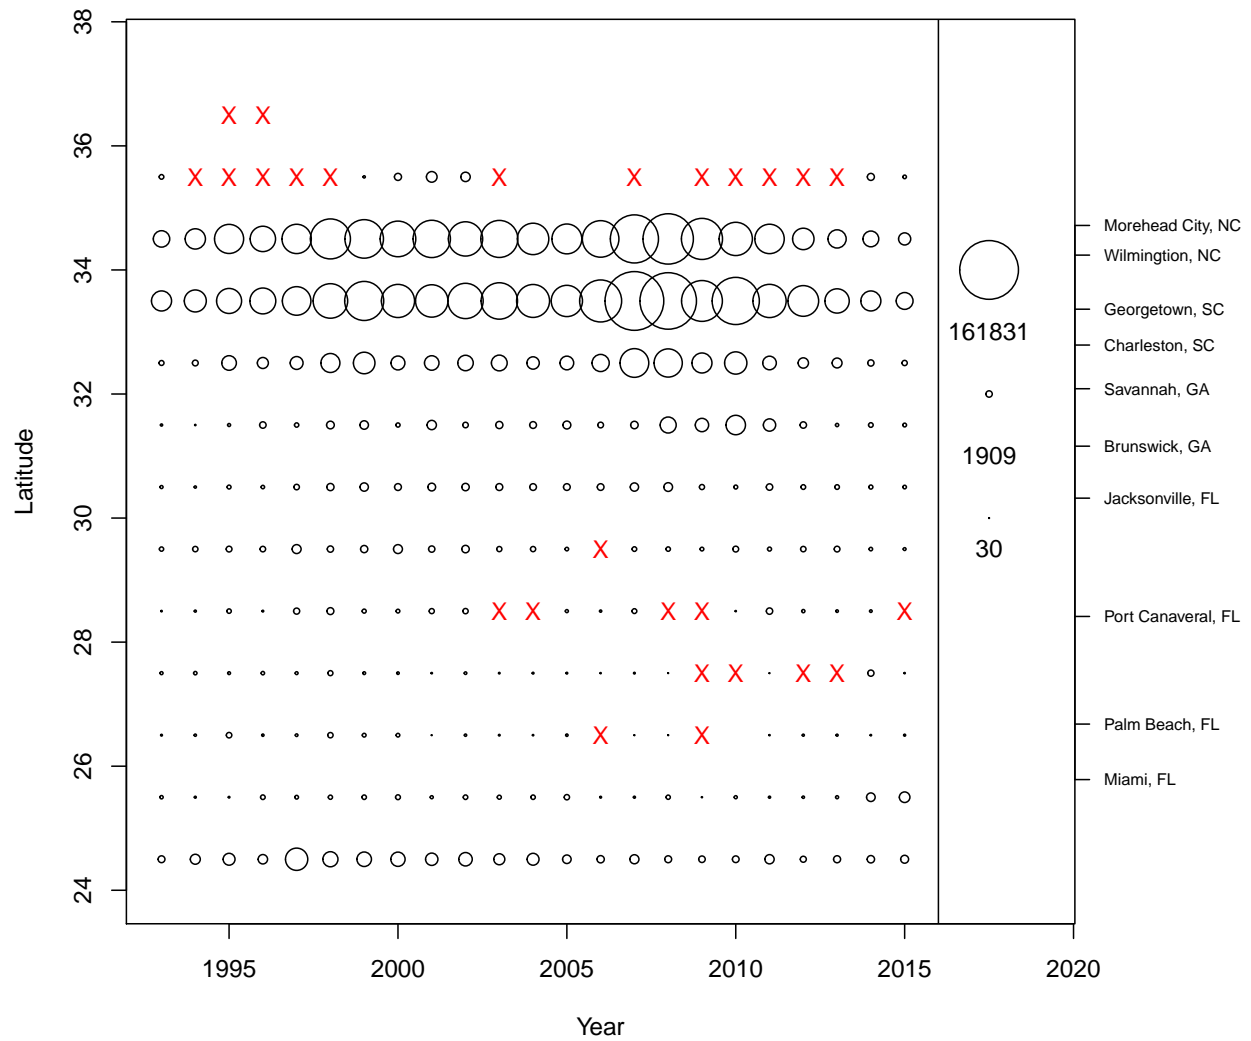 38
36
34
32
30
28
26
24
Latitude
X X
X X X X X X X X X X X X
X
X X X X X
X X X X
X X
161831
1909
30
Morehead City, NC
Wilmingtion, NC
Georgetown, SC
Charleston, SC
Savannah, GA
Brunswick, GA
Jacksonville, FL
Port Canaveral, FL
Palm Beach, FL
Miami, FL
1995 2000 2005 2010 2015 2020
Year